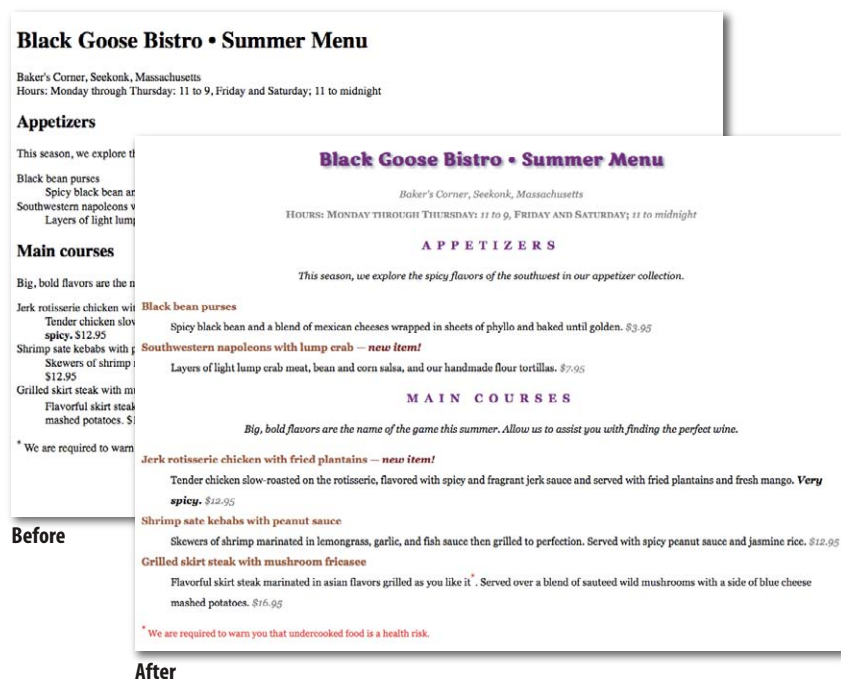 Black Goose Bistro • Summer Menu
Baker's Corner, Seekonk, Massachusetts
Hours: Monday through Thursday: 11 to 9, Friday and Saturday; 11 to midnight
Appetizers
This season, we explore
Black bean purses
Spicy black bean
Southwestern napoleons
Layers of light
Main courses
Big, bold flavors are the
Jerk rotisserie chicken
Tender chicken
spicy. $12.95
Shrimp sate kebabs with
Skewers of shrimp
$12.95
Grilled skirt steak with
Flavorful skirt steak
mashed potatoes.
* We are required to warn
Before
Black Goose Bistro • Summer Menu
Baker's Corner, Seekonk, Massachusetts
Hours: Monday through Thursday: 11 to 9, Friday and Saturday; 11 to midnight
APPETIZERS
This season, we explore the spicy flavors of the southwest in our appetizer collection.
Black bean purses
Spicy black bean and a blend of mexican cheeses wrapped in sheets of phyllo and baked until golden. $3.95
Southwestern napoleons with lump crab — new item!
Layers of light lump crab meat, bean and corn salsa, and our handmade flour tortillas. $7.95
MAIN COURSES
Big, bold flavors are the name of the game this summer. Allow us to assist you with finding the perfect wine.
Jerk rotisserie chicken with fried plantains — new item!
Tender chicken slow-roasted on the rotisserie, flavored with spicy and fragrant jerk sauce and served with fried plantains and fresh mango. Very
spicy. $12.95
Shrimp sate kebabs with peanut sauce
Skewers of shrimp marinated in lemongrass, garlic, and fish sauce then grilled to perfection. Served with spicy peanut sauce and jasmine rice. $12.95
Grilled skirt steak with mushroom fricasee
Flavorful skirt steak marinated in asian flavors grilled as you like it*. Served over a blend of sauteed wild mushrooms with a side of blue cheese
mashed potatoes. $16.95
* We are required to warn you that undercooked food is a health risk.
After